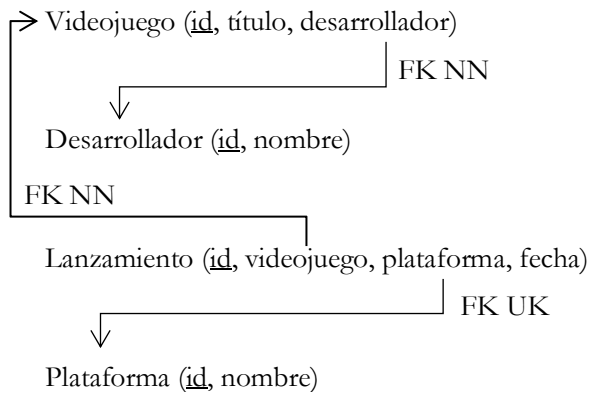 Videojuego (id, título, desarrollador)
FK NN
Desarrollador (id, nombre)
FK NN
Lanzamiento (id, videojuego, plataforma, fecha)
FK UK
Plataforma (id, nombre)